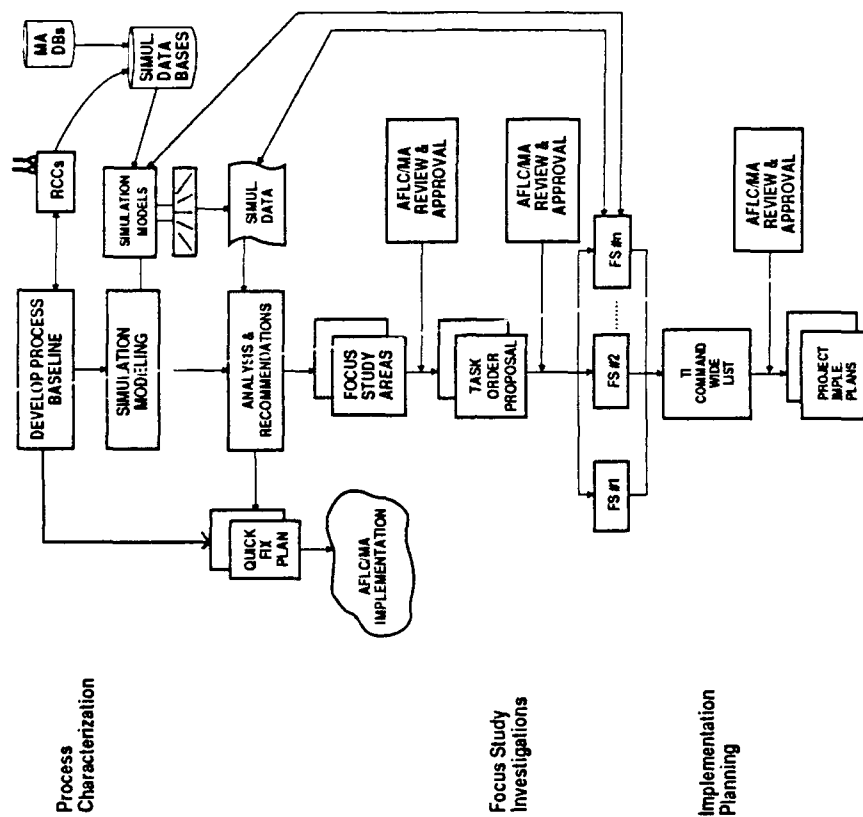 Process
Characterization
MA
DBs
SIMUL.
DATA
BASES
RCCs
DEVELOP PROCESS
BASELINE
SIMULATION
MODELS
SIMULATION
MODELING
SIMUL
DATA
ANALYSIS &
RECOMMENDATIONS
QUICK
FIX
PLAN
AFLC/MA
IMPLEMENTATION
FOCUS
STUDY
AREAS
AFLC/MA
REVIEW &
APPROVAL
Focus Study
Investigations
TASK
ORDER
PROPOSAL
AFLC/MA
REVIEW &
APPROVAL
FS #1
FS #2
......
FS #n
Implementation
Planning
TI
COMMAND
WIDE
LIST
AFLC/MA
REVIEW &
APPROVAL
PROJECT
IMPLE.
PLANS